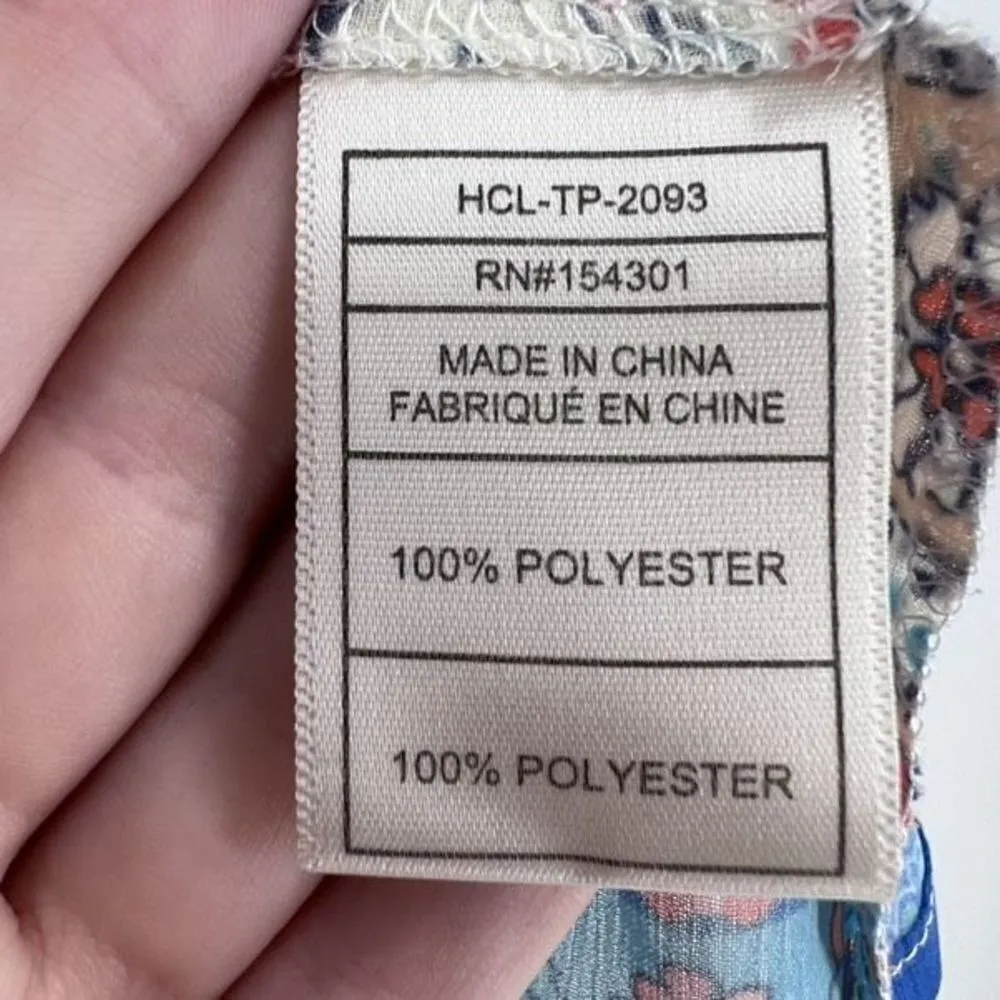 HCL-TP-2093
RN#154301
MADE IN CHINA
FABRIQUÉ EN CHINE
100% POLYESTER
100% POLYESTER